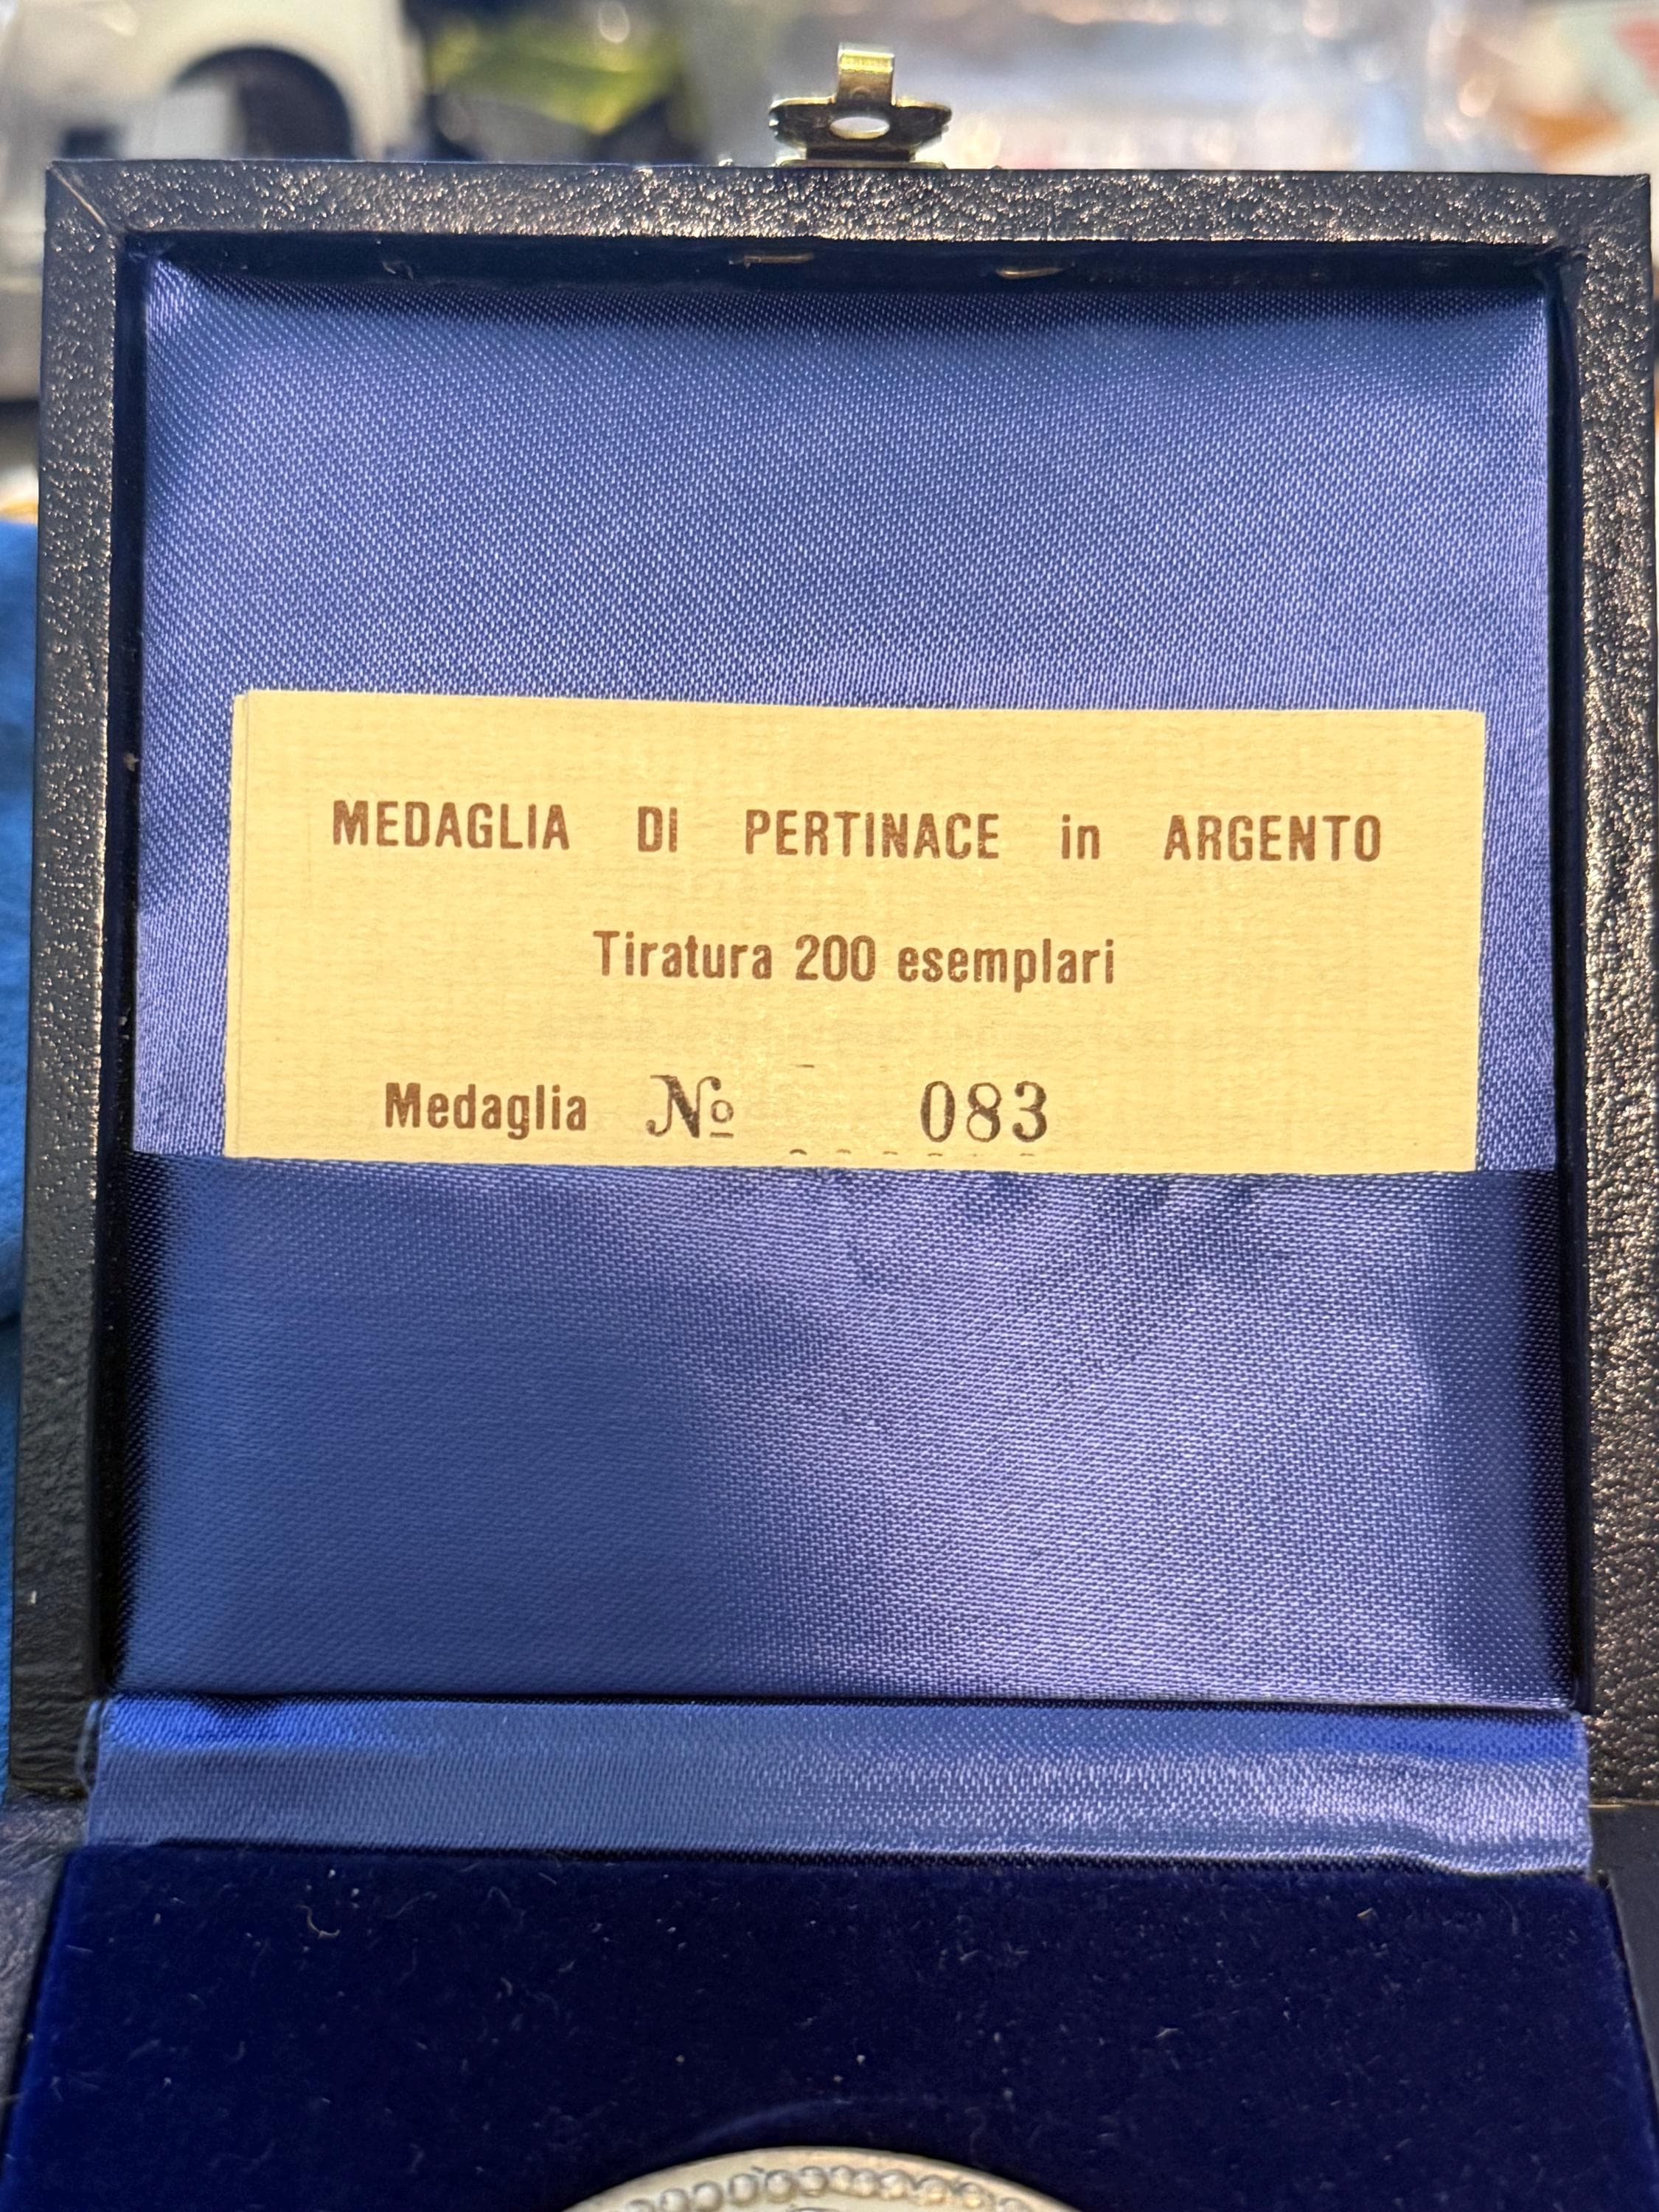 MEDAGLIA DI PERTINACE in ARGENTO
Tiratura 200 esemplari
Medaglia № 083